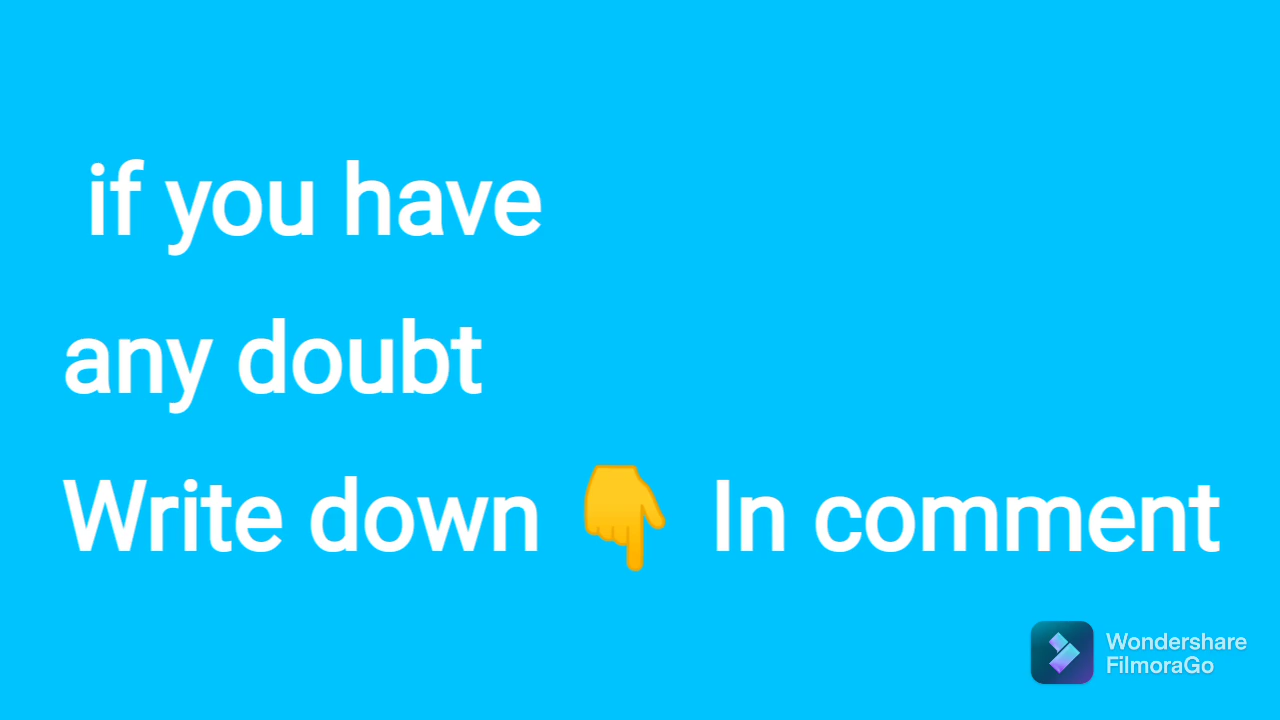 if you have
any doubt
Write down 👇 In comment
Wondershare
FilmoraGo